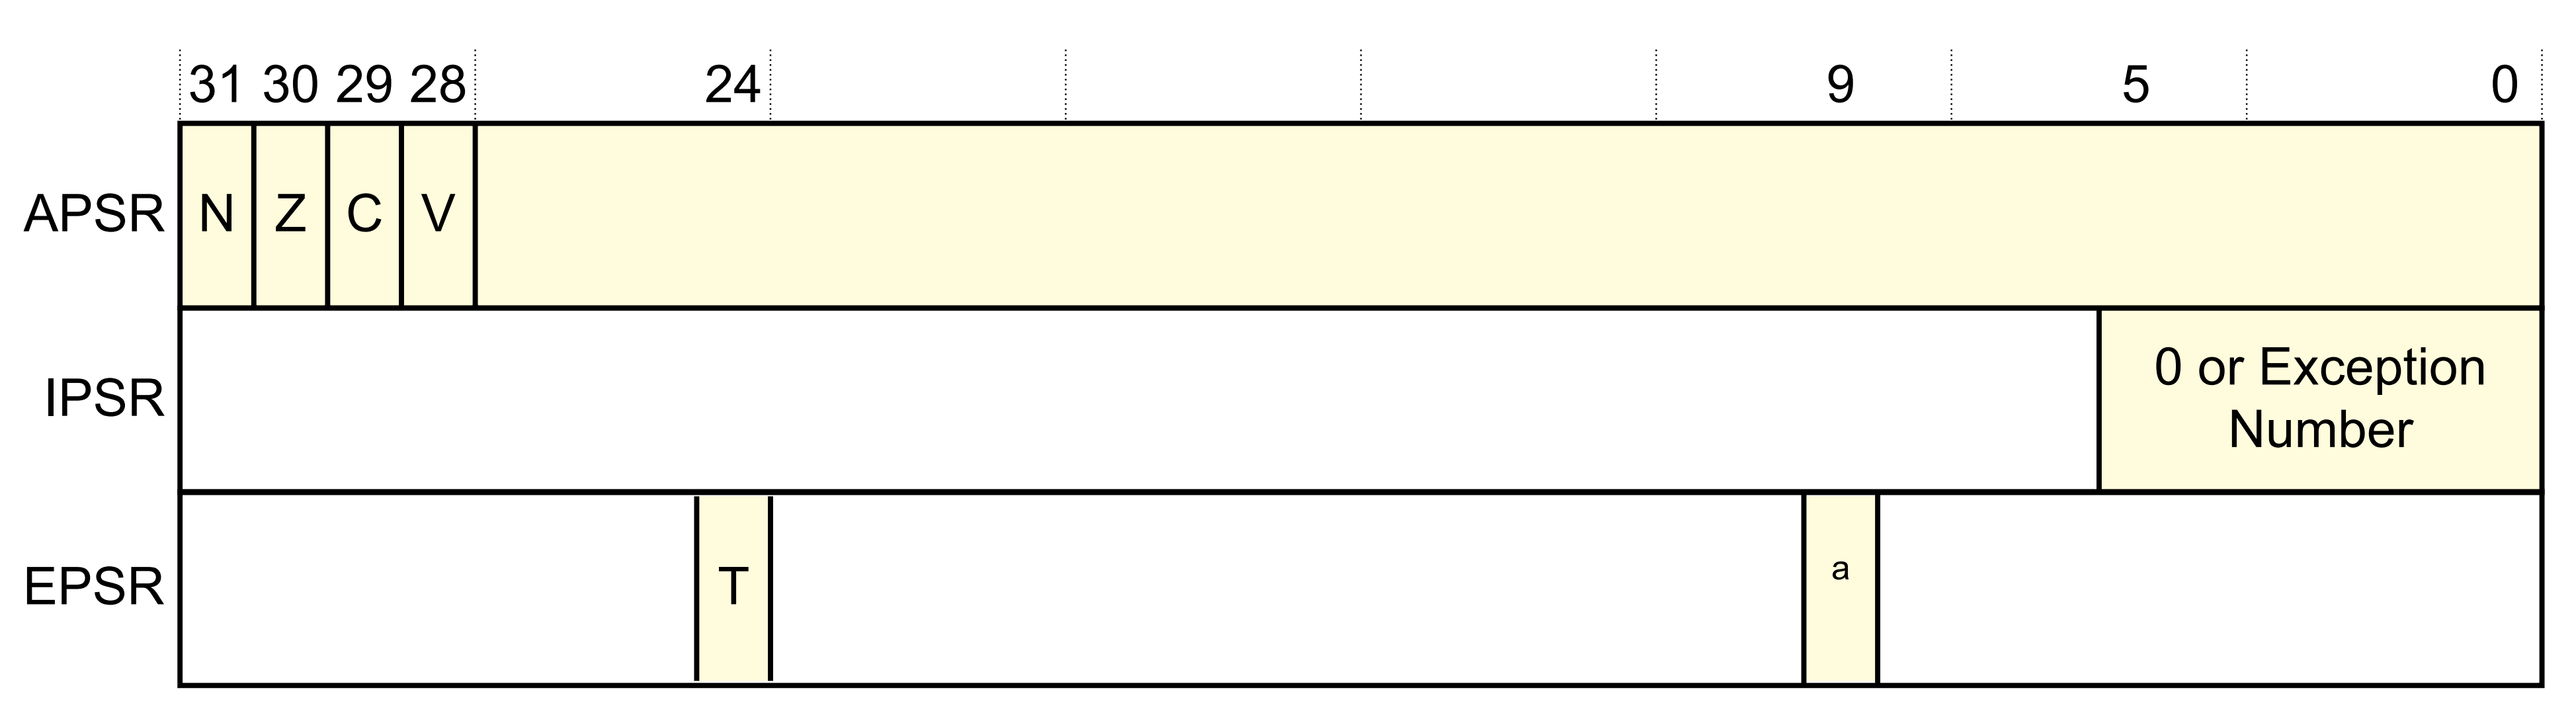 31 30 29 28 24 9 5 0
APSR N Z C V
IPSR 0 or Exception
Number
EPSR T a